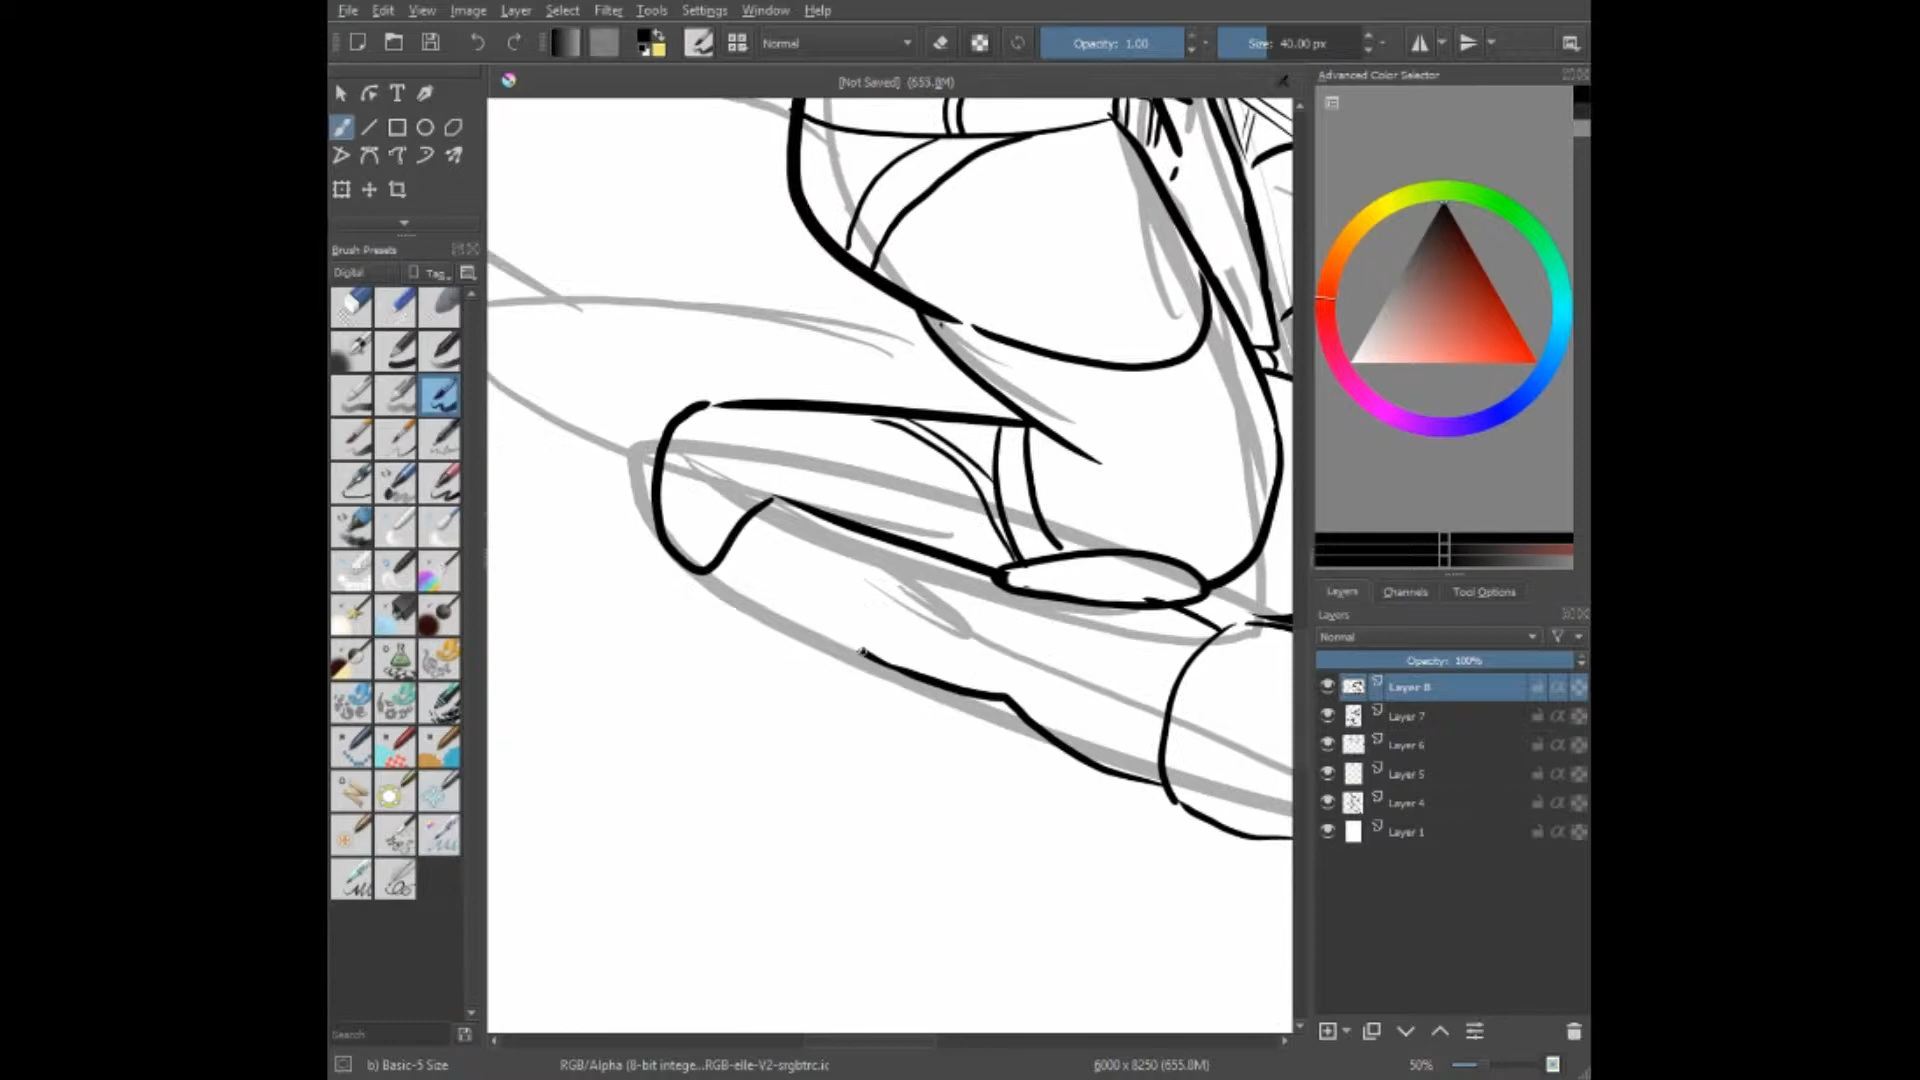 File Edit View Image Layer Select Filter Tools Settings Window Help
Normal Opacity: 1.00 Size: 40.00 px
[Not Saved] (655.8M)
Advanced Color Selector
Brush Presets
Digital Tag
Layers Channels Tool Options
Layers
Normal
Opacity: 100%
Layer 8
Layer 7
Layer 6
Layer 5
Layer 4
Layer 1
Search
b) Basic-5 Size RGB/Alpha (8-bit intege...RGB-elle-V2-srgbtrc.ic 6000 x 8250 (655.8M) 50%